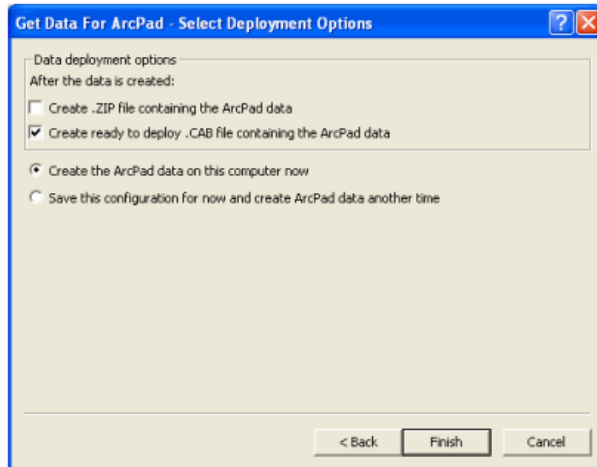 Get Data For ArcPad - Select Deployment Options
Data deployment options
After the data is created:
Create .ZIP file containing the ArcPad data
Create ready to deploy .CAB file containing the ArcPad data
Create the ArcPad data on this computer now
Save this configuration for now and create ArcPad data another time
< Back Finish Cancel